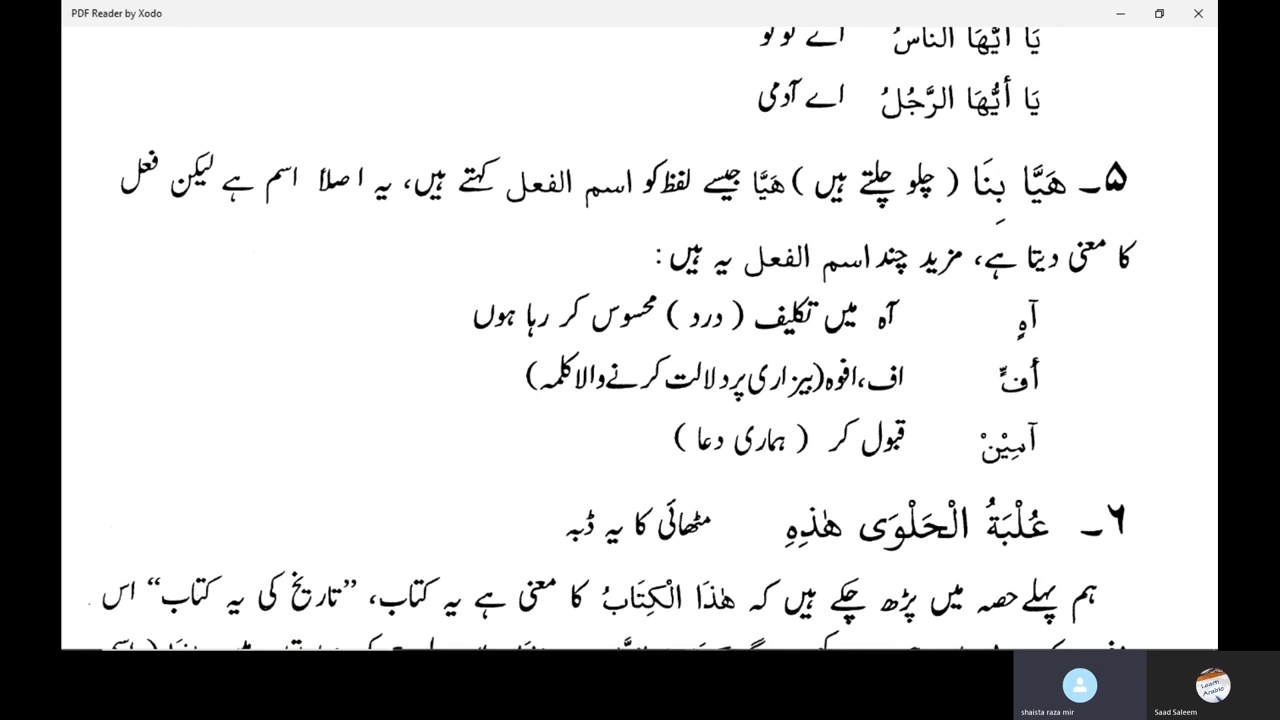 PDF Reader by Xodo
يَا أَيُّهَا النَّاسُ اے لوگو
يَا أَيُّهَا الرَّجُلُ اے آدمی
۵۔ هَيَّا بِنَا ( چلو چلتے ہیں ) هَيَّا جیسے لفظ کو اسم الفعل کہتے ہیں، یہ اصلاً اسم ہے لیکن فعل
کا معنی دیتا ہے، مزید چند اسم الفعل یہ ہیں :
آهٍ آہ میں تکلیف ( درد ) محسوس کر رہا ہوں
أُفٍّ اف، افوہ (بیزاری پر دلالت کرنے والا کلمہ)
آمِيْنْ قبول کر ( ہماری دعا )
۶۔ عُلْبَةُ الْحَلْوَى هٰذِهِ مٹھائی کا یہ ڈبہ
ہم پہلے حصہ میں پڑھ چکے ہیں کہ هٰذَا الْكِتَابُ کا معنی ہے یہ کتاب، ”تاریخ کی یہ کتاب“ اس
shaista raza mir
Learn Arabic
Saad Saleem